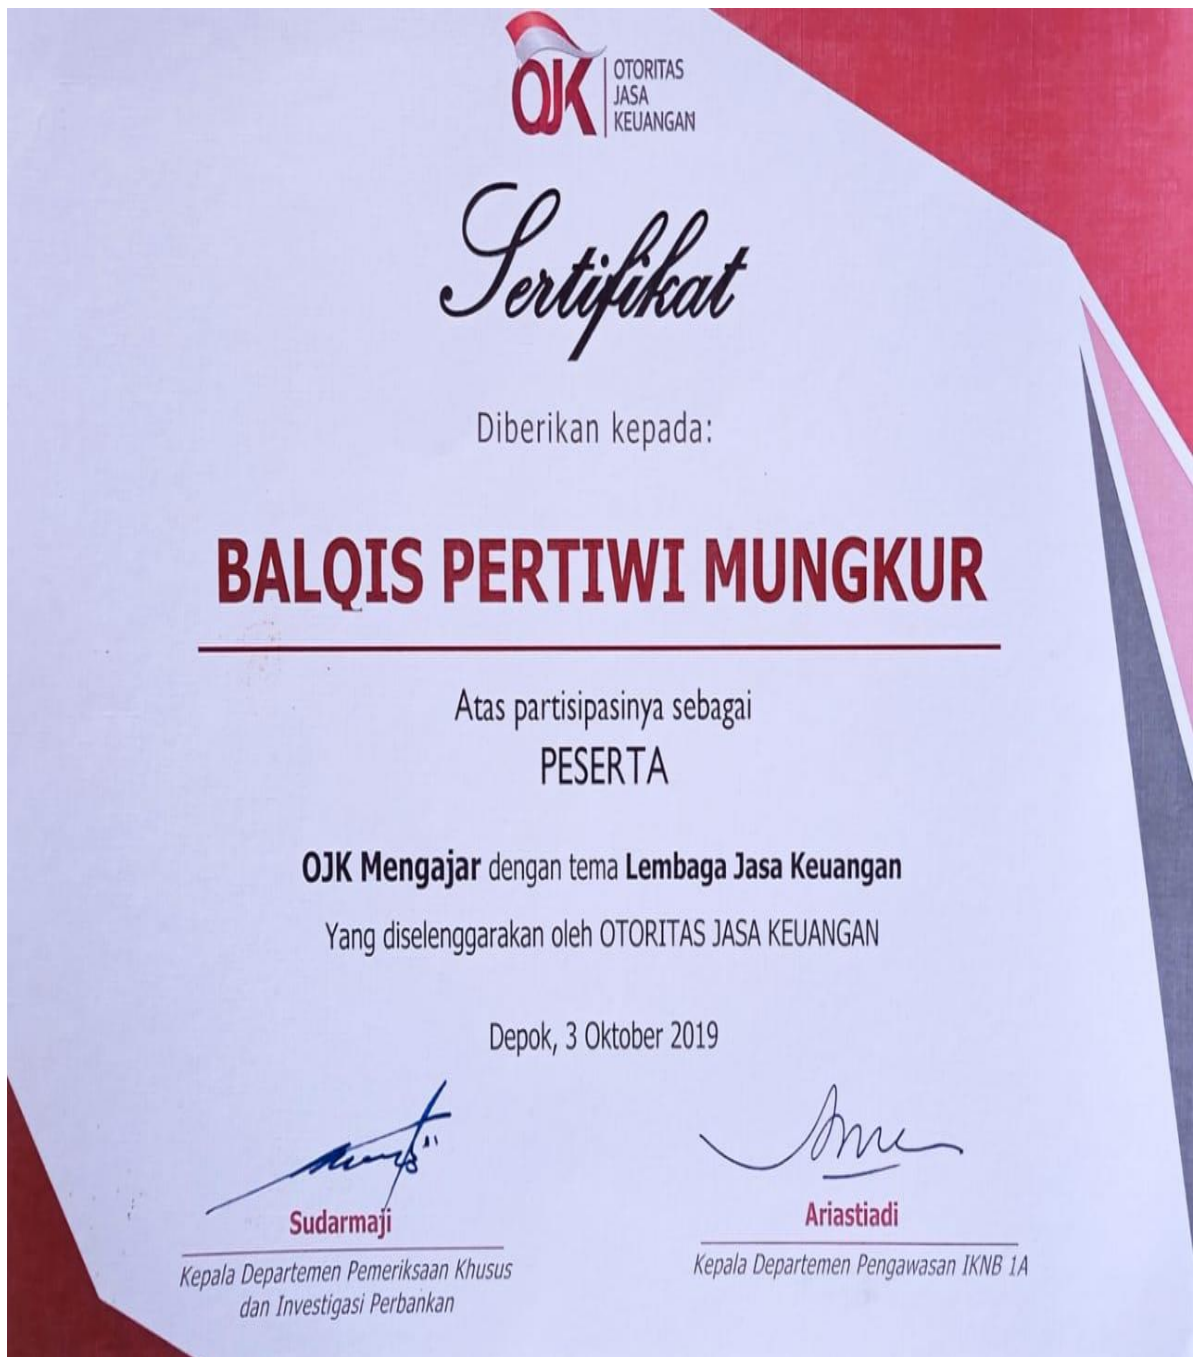 OJK
OTORITAS
JASA
KEUANGAN
Sertifikat
Diberikan kepada:
BALQIS PERTIWI MUNGKUR
Atas partisipasinya sebagai
PESERTA
OJK Mengajar dengan tema Lembaga Jasa Keuangan
Yang diselenggarakan oleh OTORITAS JASA KEUANGAN
Depok, 3 Oktober 2019
Sudarmaji
Kepala Departemen Pemeriksaan Khusus
dan Investigasi Perbankan
Ariastiadi
Kepala Departemen Pengawasan IKNB 1A